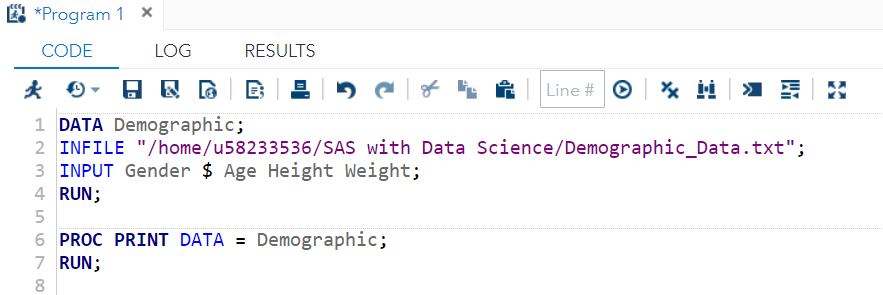 *Program 1 ×
CODE LOG RESULTS
Line #
1 DATA Demographic;
2 INFILE "/home/u58233536/SAS with Data Science/Demographic_Data.txt";
3 INPUT Gender $ Age Height Weight;
4 RUN;
5
6 PROC PRINT DATA = Demographic;
7 RUN;
8